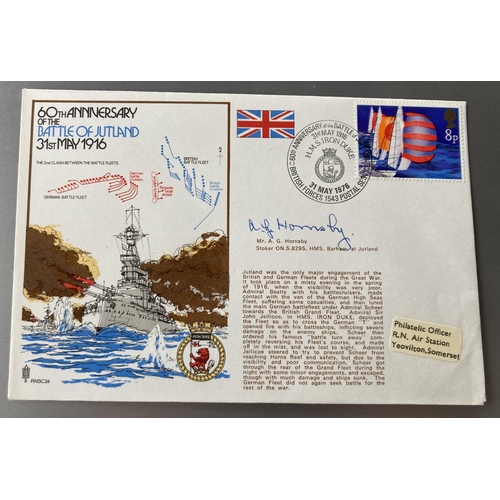 60TH ANNIVERSARY
OF THE
BATTLE OF JUTLAND
31ST MAY 1916
THE 2nd CLASH BETWEEN THE BATTLE FLEETS
BRITISH
BATTLE FLEET
GERMAN BATTLE FLEET
IRON DUKE
RNSC24
60th ANNIVERSARY of the BATTLE
31st MAY 1916
H.M.S. IRON DUKE
31 MAY 1976
BRITISH FORCES 1543 POSTAL
8p
A G Hornsby.
Mr. A. G. Hornsby
Stoker ON.S.8295, HMS. Barham at Jutland
Jutland was the only major engagement of the
British and German Fleets during the Great War.
It took place on a misty evening in the spring
of 1916, when the visibility was very poor.
Admiral Beatty with his battlecruisers, made
contact with the van of the German High Seas
Fleet, suffering some casualties, and then lured
the main German battlefleet under Admiral Scheer
towards the British Grand Fleet. Admiral Sir
John Jellicoe, in HMS. IRON DUKE, deployed
the Fleet so as to cross the German "T" and
opened fire with his battleships, inflicting severe
damage on the enemy ships. Scheer then
ordered his famous "battle turn away" com-
pletely reversing his Fleet's course, and made
off in the mist, and was lost to view. Admiral
Jellicoe steered to try to prevent Scheer from
reaching Horns Reef and safety, but due to the
visibility and poor communication, Scheer got
through the rear of the Grand Fleet during the
night with some minor engagements, and escaped,
though with much damage and ships sunk. The
German Fleet did not again seek battle for the
rest of the war.
Philatelic Officer
R.N. Air Station
Yeovilton, Somerset